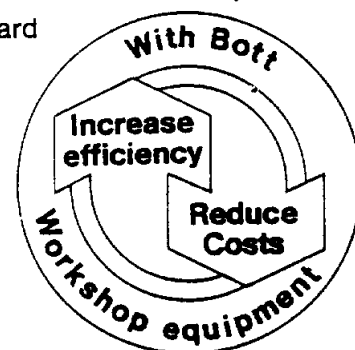 ard
With Bott
Increase
efficiency
Reduce
Costs
Workshop equipment